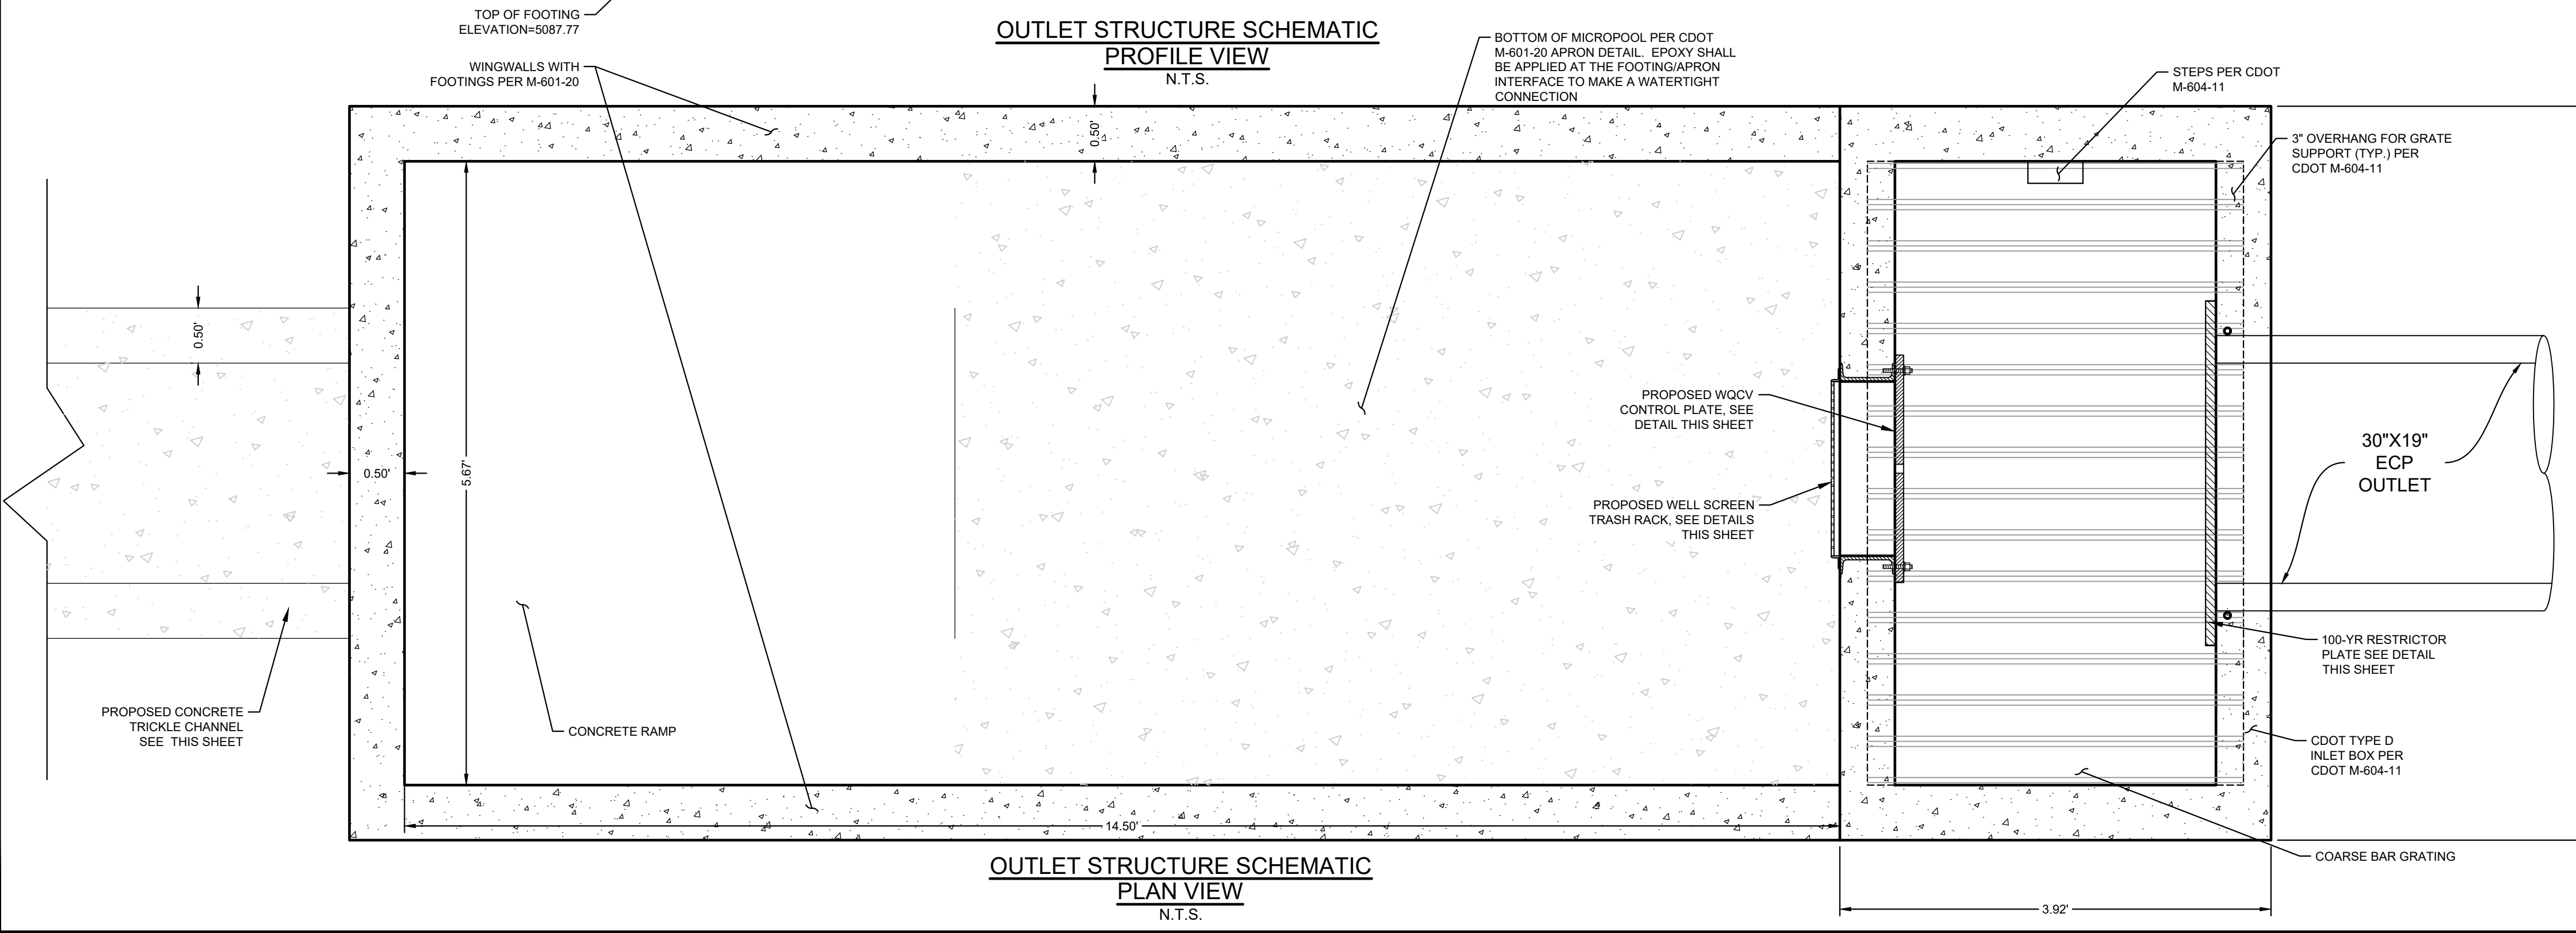 TOP OF FOOTING
ELEVATION=5087.77
OUTLET STRUCTURE SCHEMATIC
PROFILE VIEW
N.T.S.
WINGWALLS WITH
FOOTINGS PER M-601-20
BOTTOM OF MICROPOOL PER CDOT
M-601-20 APRON DETAIL. EPOXY SHALL
BE APPLIED AT THE FOOTING/APRON
INTERFACE TO MAKE A WATERTIGHT
CONNECTION
STEPS PER CDOT
M-604-11
3" OVERHANG FOR GRATE
SUPPORT (TYP.) PER
CDOT M-604-11
0.50'
0.50'
0.50'
5.67'
PROPOSED WQCV
CONTROL PLATE, SEE
DETAIL THIS SHEET
PROPOSED WELL SCREEN
TRASH RACK, SEE DETAILS
THIS SHEET
30"X19"
ECP
OUTLET
100-YR RESTRICTOR
PLATE SEE DETAIL
THIS SHEET
PROPOSED CONCRETE
TRICKLE CHANNEL
SEE THIS SHEET
CONCRETE RAMP
CDOT TYPE D
INLET BOX PER
CDOT M-604-11
14.50'
COARSE BAR GRATING
OUTLET STRUCTURE SCHEMATIC
PLAN VIEW
N.T.S.
3.92'